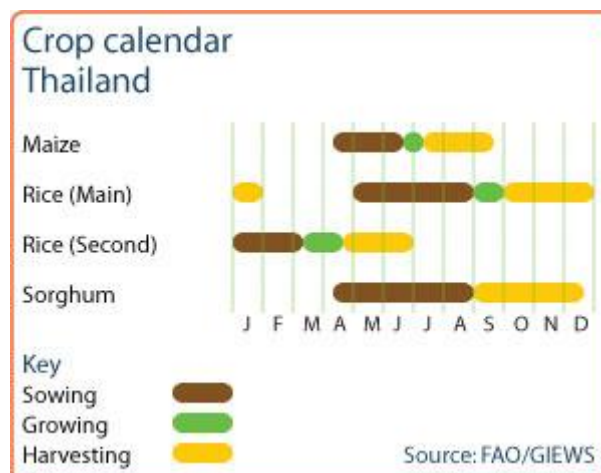 Crop calendar
Thailand
Maize
Rice (Main)
Rice (Second)
Sorghum
J F M A M J J A S O N D
Key
Sowing
Growing
Harvesting
Source: FAO/GIEWS